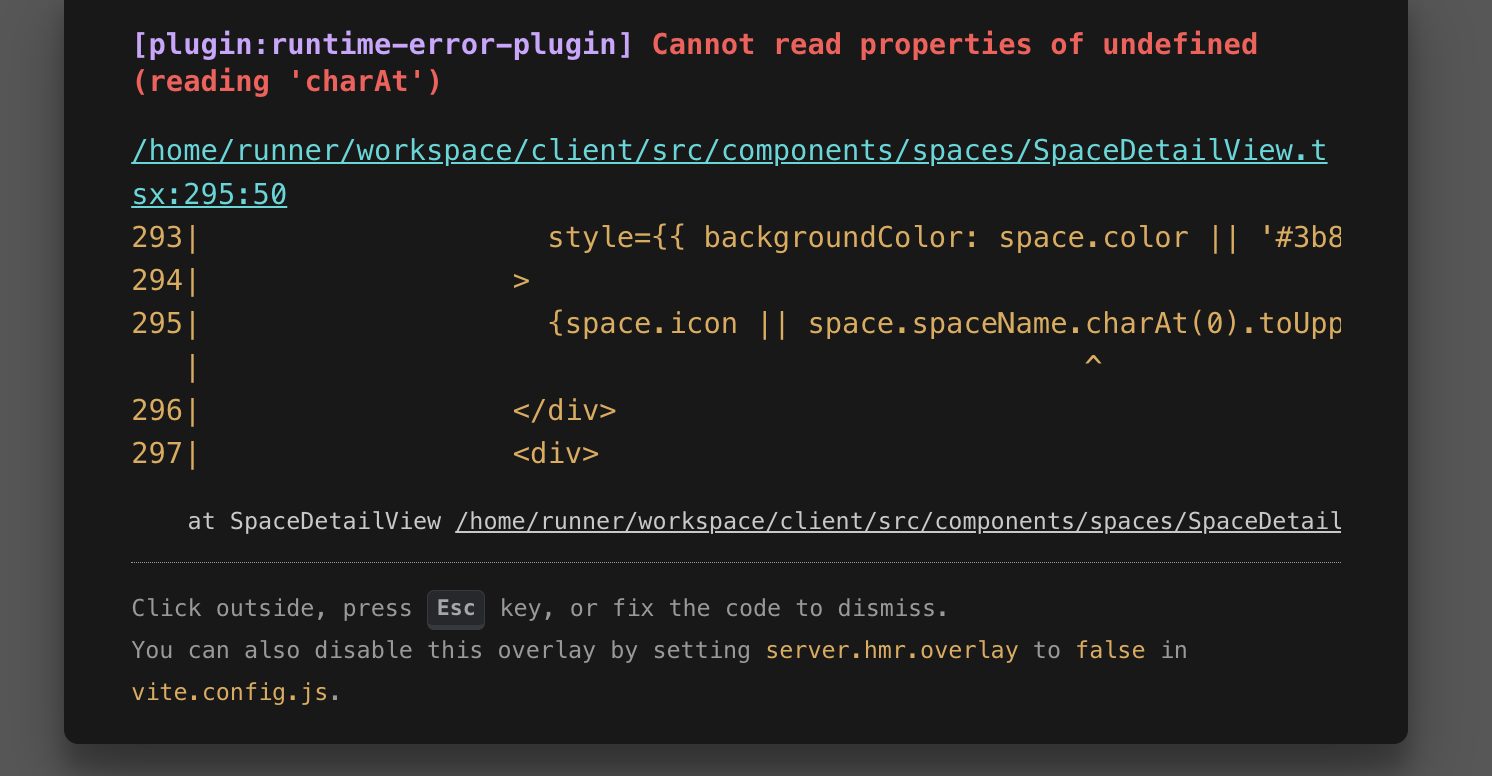 [plugin:runtime-error-plugin] Cannot read properties of undefined
(reading 'charAt')
/home/runner/workspace/client/src/components/spaces/SpaceDetailView.t
sx:295:50
293|                    style={{ backgroundColor: space.color || '#3b8
294|                  >
295|                    {space.icon || space.spaceName.charAt(0).toUpp
   |                                                   ^
296|                  </div>
297|                  <div>
    at SpaceDetailView /home/runner/workspace/client/src/components/spaces/SpaceDetail
Click outside, press Esc key, or fix the code to dismiss.
You can also disable this overlay by setting server.hmr.overlay to false in
vite.config.js.